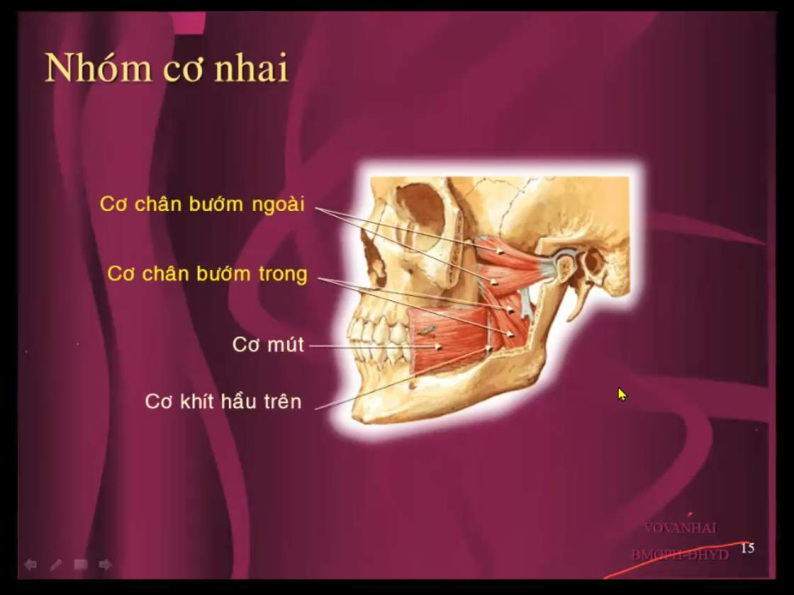 Nhóm cơ nhai
Cơ chân bướm ngoài
Cơ chân bướm trong
Cơ mút
Cơ khít hầu trên
VOVANHAI
BMGPH-ĐHYD
15